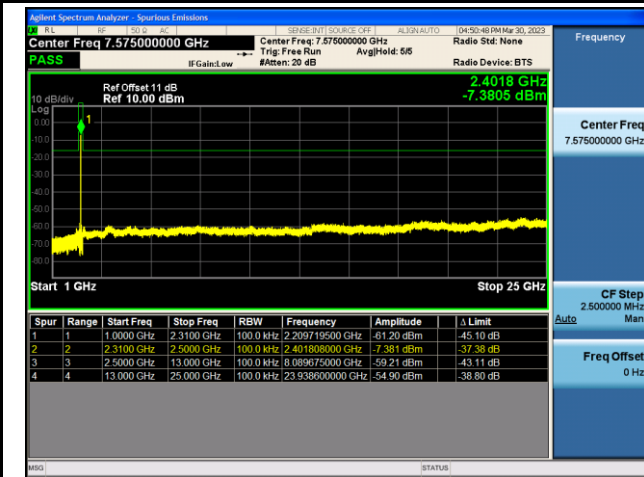 Agilent Spectrum Analyzer - Spurious Emissions
RL RF 50 Ω AC SENSE:INT SOURCE OFF ALIGN AUTO 04:50:48 PM Mar 30, 2023
Center Freq 7.575000000 GHz
Center Freq: 7.575000000 GHz
Radio Std: None
Trig: Free Run Avg|Hold: 5/5
PASS
IFGain:Low
#Atten: 20 dB
Radio Device: BTS
Ref Offset 11 dB
Ref 10.00 dBm
2.4018 GHz
-7.3805 dBm
10 dB/div
Log
0.00
1
-10.0
-20.0
-30.0
-40.0
-50.0
-60.0
-70.0
-80.0
Start 1 GHz
Stop 25 GHz
Spur Range Start Freq Stop Freq RBW Frequency Amplitude Δ Limit
1 1 1.0000 GHz 2.3100 GHz 100.0 kHz 2.209719500 GHz -61.20 dBm -45.10 dB
2 2 2.3100 GHz 2.5000 GHz 100.0 kHz 2.401808000 GHz -7.381 dBm -37.38 dB
3 3 2.5000 GHz 13.000 GHz 100.0 kHz 8.089675000 GHz -59.21 dBm -43.11 dB
4 4 13.000 GHz 25.000 GHz 100.0 kHz 23.938600000 GHz -54.90 dBm -38.80 dB
MSG
STATUS
Frequency
Center Freq
7.575000000 GHz
CF Step
2.500000 MHz
Auto Man
Freq Offset
0 Hz